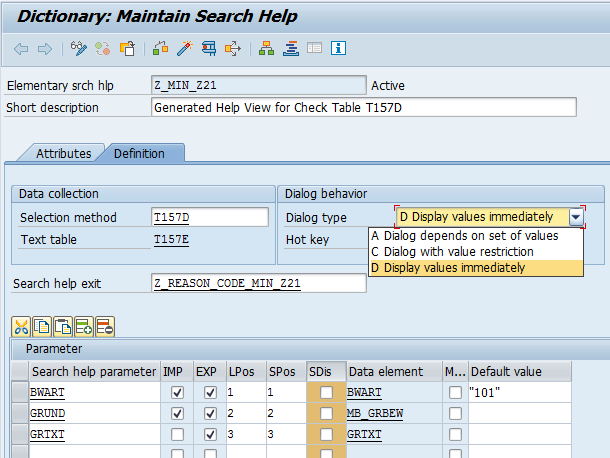 Dictionary: Maintain Search Help
Elementary srch hlp Z_MIN_Z21 Active
Short description Generated Help View for Check Table T157D
Attributes Definition
Data collection Dialog behavior
Selection method T157D Dialog type D Display values immediately
Text table T157E Hot key
A Dialog depends on set of values
C Dialog with value restriction
D Display values immediately
Search help exit Z_REASON_CODE_MIN_Z21
Parameter
Search help parameter IMP EXP LPos SPos SDis Data element M... Default value
BWART 1 1 BWART "101"
GRUND 2 2 MB_GRBEW
GRTXT 3 3 GRTXT